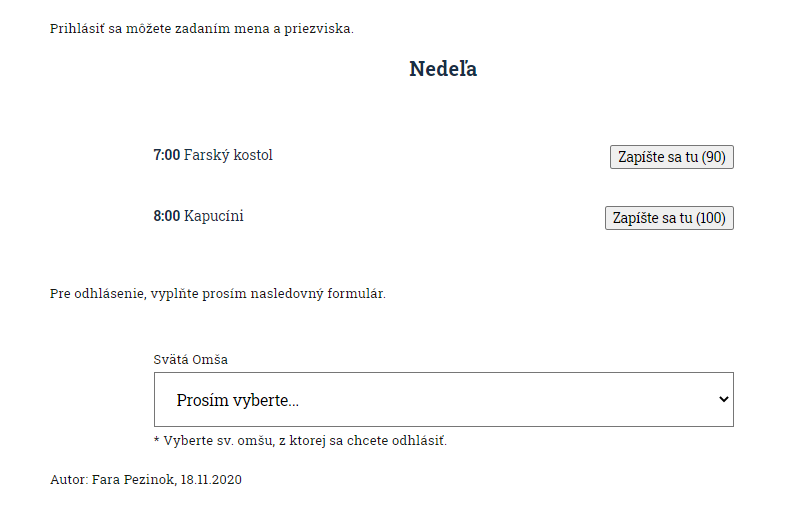 Prihlásiť sa môžete zadaním mena a priezviska.
Nedeľa
7:00 Farský kostol Zapíšte sa tu (90)
8:00 Kapucíni Zapíšte sa tu (100)
Pre odhlásenie, vyplňte prosím nasledovný formulár.
Svätá Omša
Prosím vyberte...
* Vyberte sv. omšu, z ktorej sa chcete odhlásiť.
Autor: Fara Pezinok, 18.11.2020